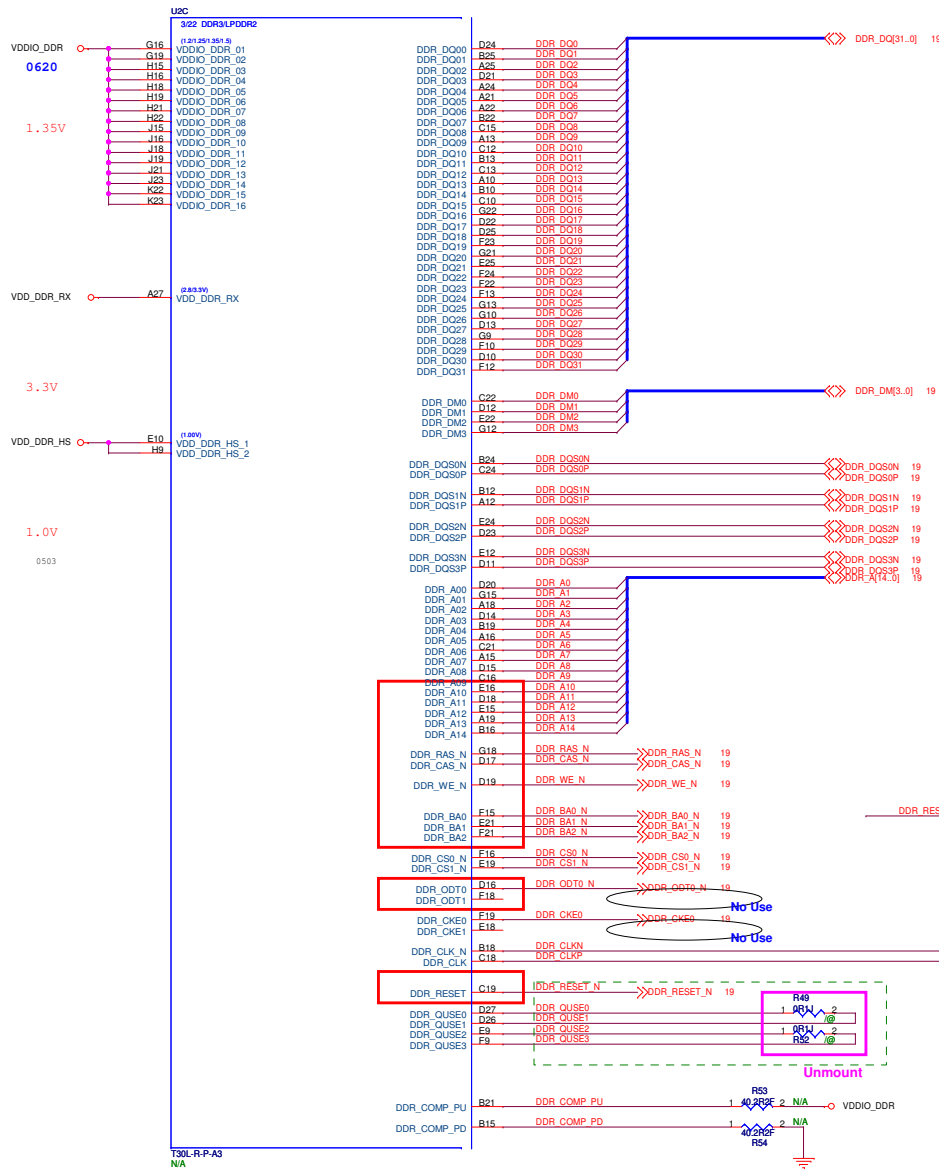 U2C
3/22 DDR3/LPDDR2
(1.2/1.25/1.35/1.5)
VDDIO_DDR
0620
1.35V
G16 VDDIO_DDR_01
G19 VDDIO_DDR_02
H15 VDDIO_DDR_03
H16 VDDIO_DDR_04
H18 VDDIO_DDR_05
H19 VDDIO_DDR_06
H21 VDDIO_DDR_07
H22 VDDIO_DDR_08
J15 VDDIO_DDR_09
J16 VDDIO_DDR_10
J18 VDDIO_DDR_11
J19 VDDIO_DDR_12
J21 VDDIO_DDR_13
J23 VDDIO_DDR_14
K22 VDDIO_DDR_15
K23 VDDIO_DDR_16
(2.8/3.3V)
VDD_DDR_RX A27 VDD_DDR_RX
3.3V
(1.00V)
VDD_DDR_HS E10 VDD_DDR_HS_1
H9 VDD_DDR_HS_2
1.0V
0503
DDR_DQ00 D24 DDR_DQ0
DDR_DQ01 B25 DDR_DQ1
DDR_DQ02 A25 DDR_DQ2
DDR_DQ03 D21 DDR_DQ3
DDR_DQ04 A24 DDR_DQ4
DDR_DQ05 A21 DDR_DQ5
DDR_DQ06 A22 DDR_DQ6
DDR_DQ07 B22 DDR_DQ7
DDR_DQ08 C15 DDR_DQ8
DDR_DQ09 A13 DDR_DQ9
DDR_DQ10 C12 DDR_DQ10
DDR_DQ11 B13 DDR_DQ11
DDR_DQ12 C13 DDR_DQ12
DDR_DQ13 A10 DDR_DQ13
DDR_DQ14 B10 DDR_DQ14
DDR_DQ15 C10 DDR_DQ15
DDR_DQ16 G22 DDR_DQ16
DDR_DQ17 D22 DDR_DQ17
DDR_DQ18 D25 DDR_DQ18
DDR_DQ19 F23 DDR_DQ19
DDR_DQ20 G21 DDR_DQ20
DDR_DQ21 E25 DDR_DQ21
DDR_DQ22 F24 DDR_DQ22
DDR_DQ23 F22 DDR_DQ23
DDR_DQ24 F13 DDR_DQ24
DDR_DQ25 G13 DDR_DQ25
DDR_DQ26 G10 DDR_DQ26
DDR_DQ27 D13 DDR_DQ27
DDR_DQ28 G9 DDR_DQ28
DDR_DQ29 F10 DDR_DQ29
DDR_DQ30 D10 DDR_DQ30
DDR_DQ31 F12 DDR_DQ31
DDR_DQ[31..0] 19
DDR_DM0 C22 DDR_DM0
DDR_DM1 D12 DDR_DM1
DDR_DM2 E22 DDR_DM2
DDR_DM3 G12 DDR_DM3
DDR_DM[3..0] 19
DDR_DQS0N B24 DDR_DQS0N DDR_DQS0N 19
DDR_DQS0P C24 DDR_DQS0P DDR_DQS0P 19
DDR_DQS1N B12 DDR_DQS1N DDR_DQS1N 19
DDR_DQS1P A12 DDR_DQS1P DDR_DQS1P 19
DDR_DQS2N E24 DDR_DQS2N DDR_DQS2N 19
DDR_DQS2P D23 DDR_DQS2P DDR_DQS2P 19
DDR_DQS3N E12 DDR_DQS3N DDR_DQS3N 19
DDR_DQS3P D11 DDR_DQS3P DDR_DQS3P 19
DDR_A[14..0] 19
DDR_A00 D20 DDR_A0
DDR_A01 G15 DDR_A1
DDR_A02 A18 DDR_A2
DDR_A03 D14 DDR_A3
DDR_A04 B19 DDR_A4
DDR_A05 A16 DDR_A5
DDR_A06 C21 DDR_A6
DDR_A07 A15 DDR_A7
DDR_A08 D15 DDR_A8
DDR_A09 C16 DDR_A9
DDR_A10 E16 DDR_A10
DDR_A11 D18 DDR_A11
DDR_A12 E15 DDR_A12
DDR_A13 A19 DDR_A13
DDR_A14 B16 DDR_A14
DDR_RAS_N G18 DDR_RAS_N DDR_RAS_N 19
DDR_CAS_N D17 DDR_CAS_N DDR_CAS_N 19
DDR_WE_N D19 DDR_WE_N DDR_WE_N 19
DDR_BA0 F15 DDR_BA0_N DDR_BA0_N 19
DDR_BA1 E21 DDR_BA1_N DDR_BA1_N 19
DDR_BA2 F21 DDR_BA2_N DDR_BA2_N 19
DDR_RES
DDR_CS0_N F16 DDR_CS0_N DDR_CS0_N 19
DDR_CS1_N E19 DDR_CS1_N DDR_CS1_N 19
DDR_ODT0 D16 DDR_ODT0_N DDR_ODT0_N 19
DDR_ODT1 F18
No Use
DDR_CKE0 F19 DDR_CKE0 DDR_CKE0 19
DDR_CKE1 E18
No Use
DDR_CLK_N B18 DDR_CLKN
DDR_CLK C18 DDR_CLKP
DDR_RESET C19 DDR_RESET_N DDR_RESET_N 19
R49
DDR_QUSE0 D27 DDR_QUSE0 1 0R1J 2
DDR_QUSE1 D26 DDR_QUSE1 /@
DDR_QUSE2 E9 DDR_QUSE2 1 0R1J 2
DDR_QUSE3 F9 DDR_QUSE3 R52 /@
Unmount
R53
DDR_COMP_PU B21 DDR_COMP_PU 1 40.2R2F 2 N/A VDDIO_DDR
DDR_COMP_PD B15 DDR_COMP_PD 1 40.2R2F 2 N/A
R54
T30L-R-P-A3
N/A